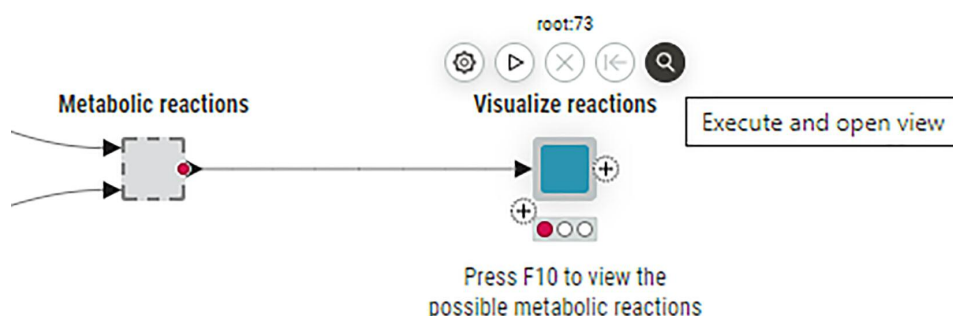 root:73
Metabolic reactions
Visualize reactions
Execute and open view
Press F10 to view the
possible metabolic reactions